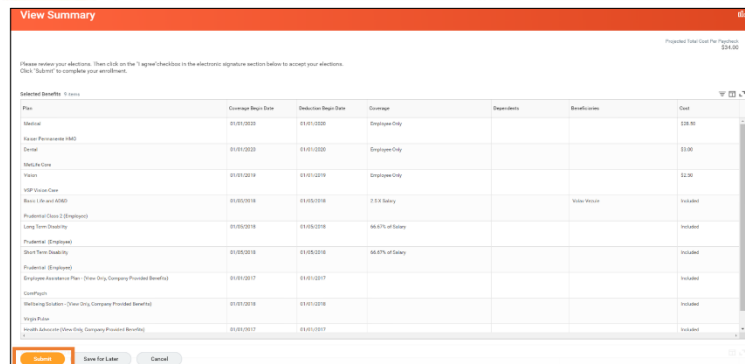 View Summary
Projected Total Cost Per Paycheck
$34.00
Please review your elections. Then click on the "I agree"checkbox in the electronic signature section below to accept your elections.
Click "Submit" to complete your enrollment.
Selected Benefits 9 items
Plan Coverage Begin Date Deduction Begin Date Coverage Dependents Beneficiaries Cost
Medical 01/01/2020 01/01/2020 Employee Only $28.50
Kaiser Permanente HMO
Dental 01/01/2020 01/01/2020 Employee Only $3.00
MetLife Core
Vision 01/01/2019 01/01/2019 Employee Only $2.50
VSP Vision Care
Basic Life and AD&D 01/05/2018 01/05/2018 2.5 X Salary Included
Prudential Class 2 (Employee)
Long Term Disability 01/05/2018 01/05/2018 66.67% of Salary Included
Prudential (Employee)
Short Term Disability 01/05/2018 01/05/2018 66.67% of Salary Included
Prudential (Employee)
Employee Assistance Plan - (View Only, Company Provided Benefits) 01/01/2017 01/01/2017 Included
ComPsych
Wellbeing Solution - (View Only, Company Provided Benefits) 01/01/2018 01/01/2018 Included
Virgin Pulse
Health Advocate (View Only, Company Provided Benefits) 01/01/2017 01/01/2017 Included
Submit Save for Later Cancel